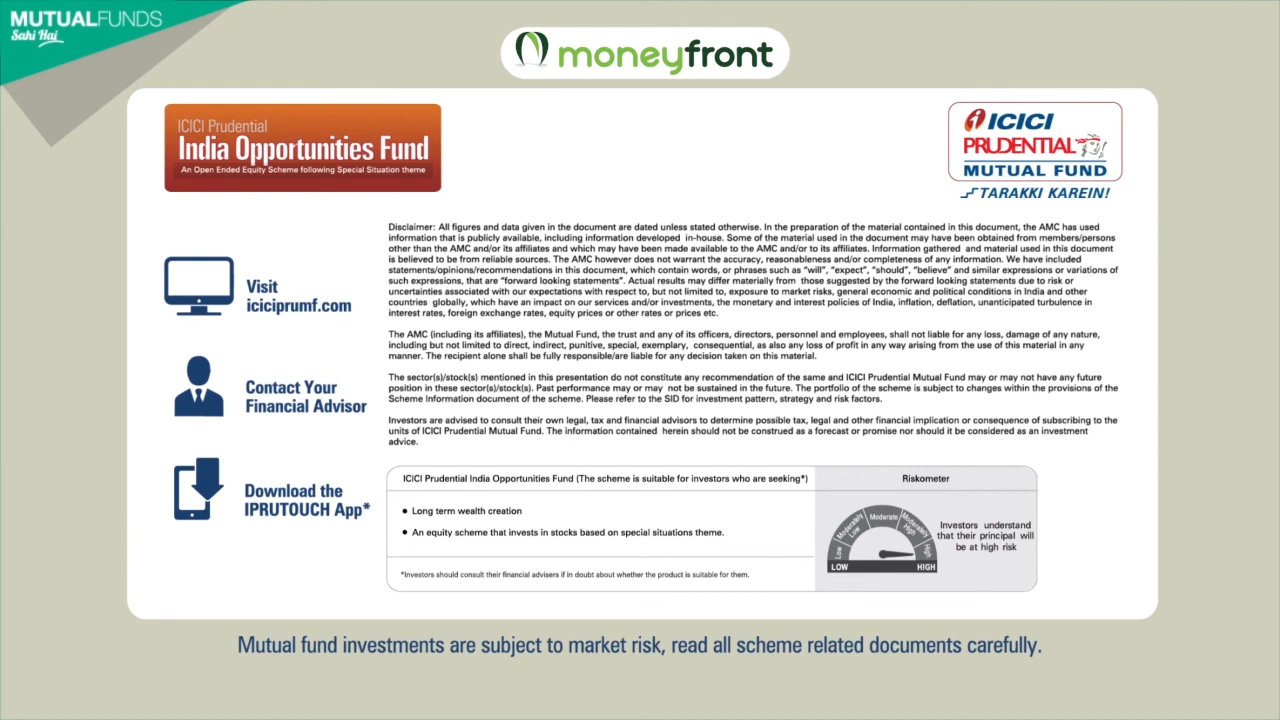 MUTUALFUNDS
Sahi Hai
moneyfront
ICICI Prudential
India Opportunities Fund
An Open Ended Equity Scheme following Special Situation theme
ICICI
PRUDENTIAL
MUTUAL FUND
TARAKKI KAREIN!
Visit
iciciprumf.com
Contact Your
Financial Advisor
Download the
IPRUTOUCH App*
Disclaimer: All figures and data given in the document are dated unless stated otherwise. In the preparation of the material contained in this document, the AMC has used
information that is publicly available, including information developed in-house. Some of the material used in the document may have been obtained from members/persons
other than the AMC and/or its affiliates and which may have been made available to the AMC and/or to its affiliates. Information gathered and material used in this document
is believed to be from reliable sources. The AMC however does not warrant the accuracy, reasonableness and/or completeness of any information. We have included
statements/opinions/recommendations in this document, which contain words, or phrases such as “will”, “expect”, “should”, “believe” and similar expressions or variations of
such expressions, that are “forward looking statements”. Actual results may differ materially from those suggested by the forward looking statements due to risk or
uncertainties associated with our expectations with respect to, but not limited to, exposure to market risks, general economic and political conditions in India and other
countries globally, which have an impact on our services and/or investments, the monetary and interest policies of India, inflation, deflation, unanticipated turbulence in
interest rates, foreign exchange rates, equity prices or other rates or prices etc.
The AMC (including its affiliates), the Mutual Fund, the trust and any of its officers, directors, personnel and employees, shall not liable for any loss, damage of any nature,
including but not limited to direct, indirect, punitive, special, exemplary, consequential, as also any loss of profit in any way arising from the use of this material in any
manner. The recipient alone shall be fully responsible/are liable for any decision taken on this material.
The sector(s)/stock(s) mentioned in this presentation do not constitute any recommendation of the same and ICICI Prudential Mutual Fund may or may not have any future
position in these sector(s)/stock(s). Past performance may or may not be sustained in the future. The portfolio of the scheme is subject to changes within the provisions of the
Scheme Information document of the scheme. Please refer to the SID for investment pattern, strategy and risk factors.
Investors are advised to consult their own legal, tax and financial advisors to determine possible tax, legal and other financial implication or consequence of subscribing to the
units of ICICI Prudential Mutual Fund. The information contained herein should not be construed as a forecast or promise nor should it be considered as an investment
advice.
ICICI Prudential India Opportunities Fund (The scheme is suitable for investors who are seeking*)
● Long term wealth creation
● An equity scheme that invests in stocks based on special situations theme.
*Investors should consult their financial advisers if in doubt about whether the product is suitable for them.
Riskometer
Low
Moderately Low
Moderate
Moderately High
High
LOW HIGH
Investors understand
that their principal will
be at high risk
Mutual fund investments are subject to market risk, read all scheme related documents carefully.